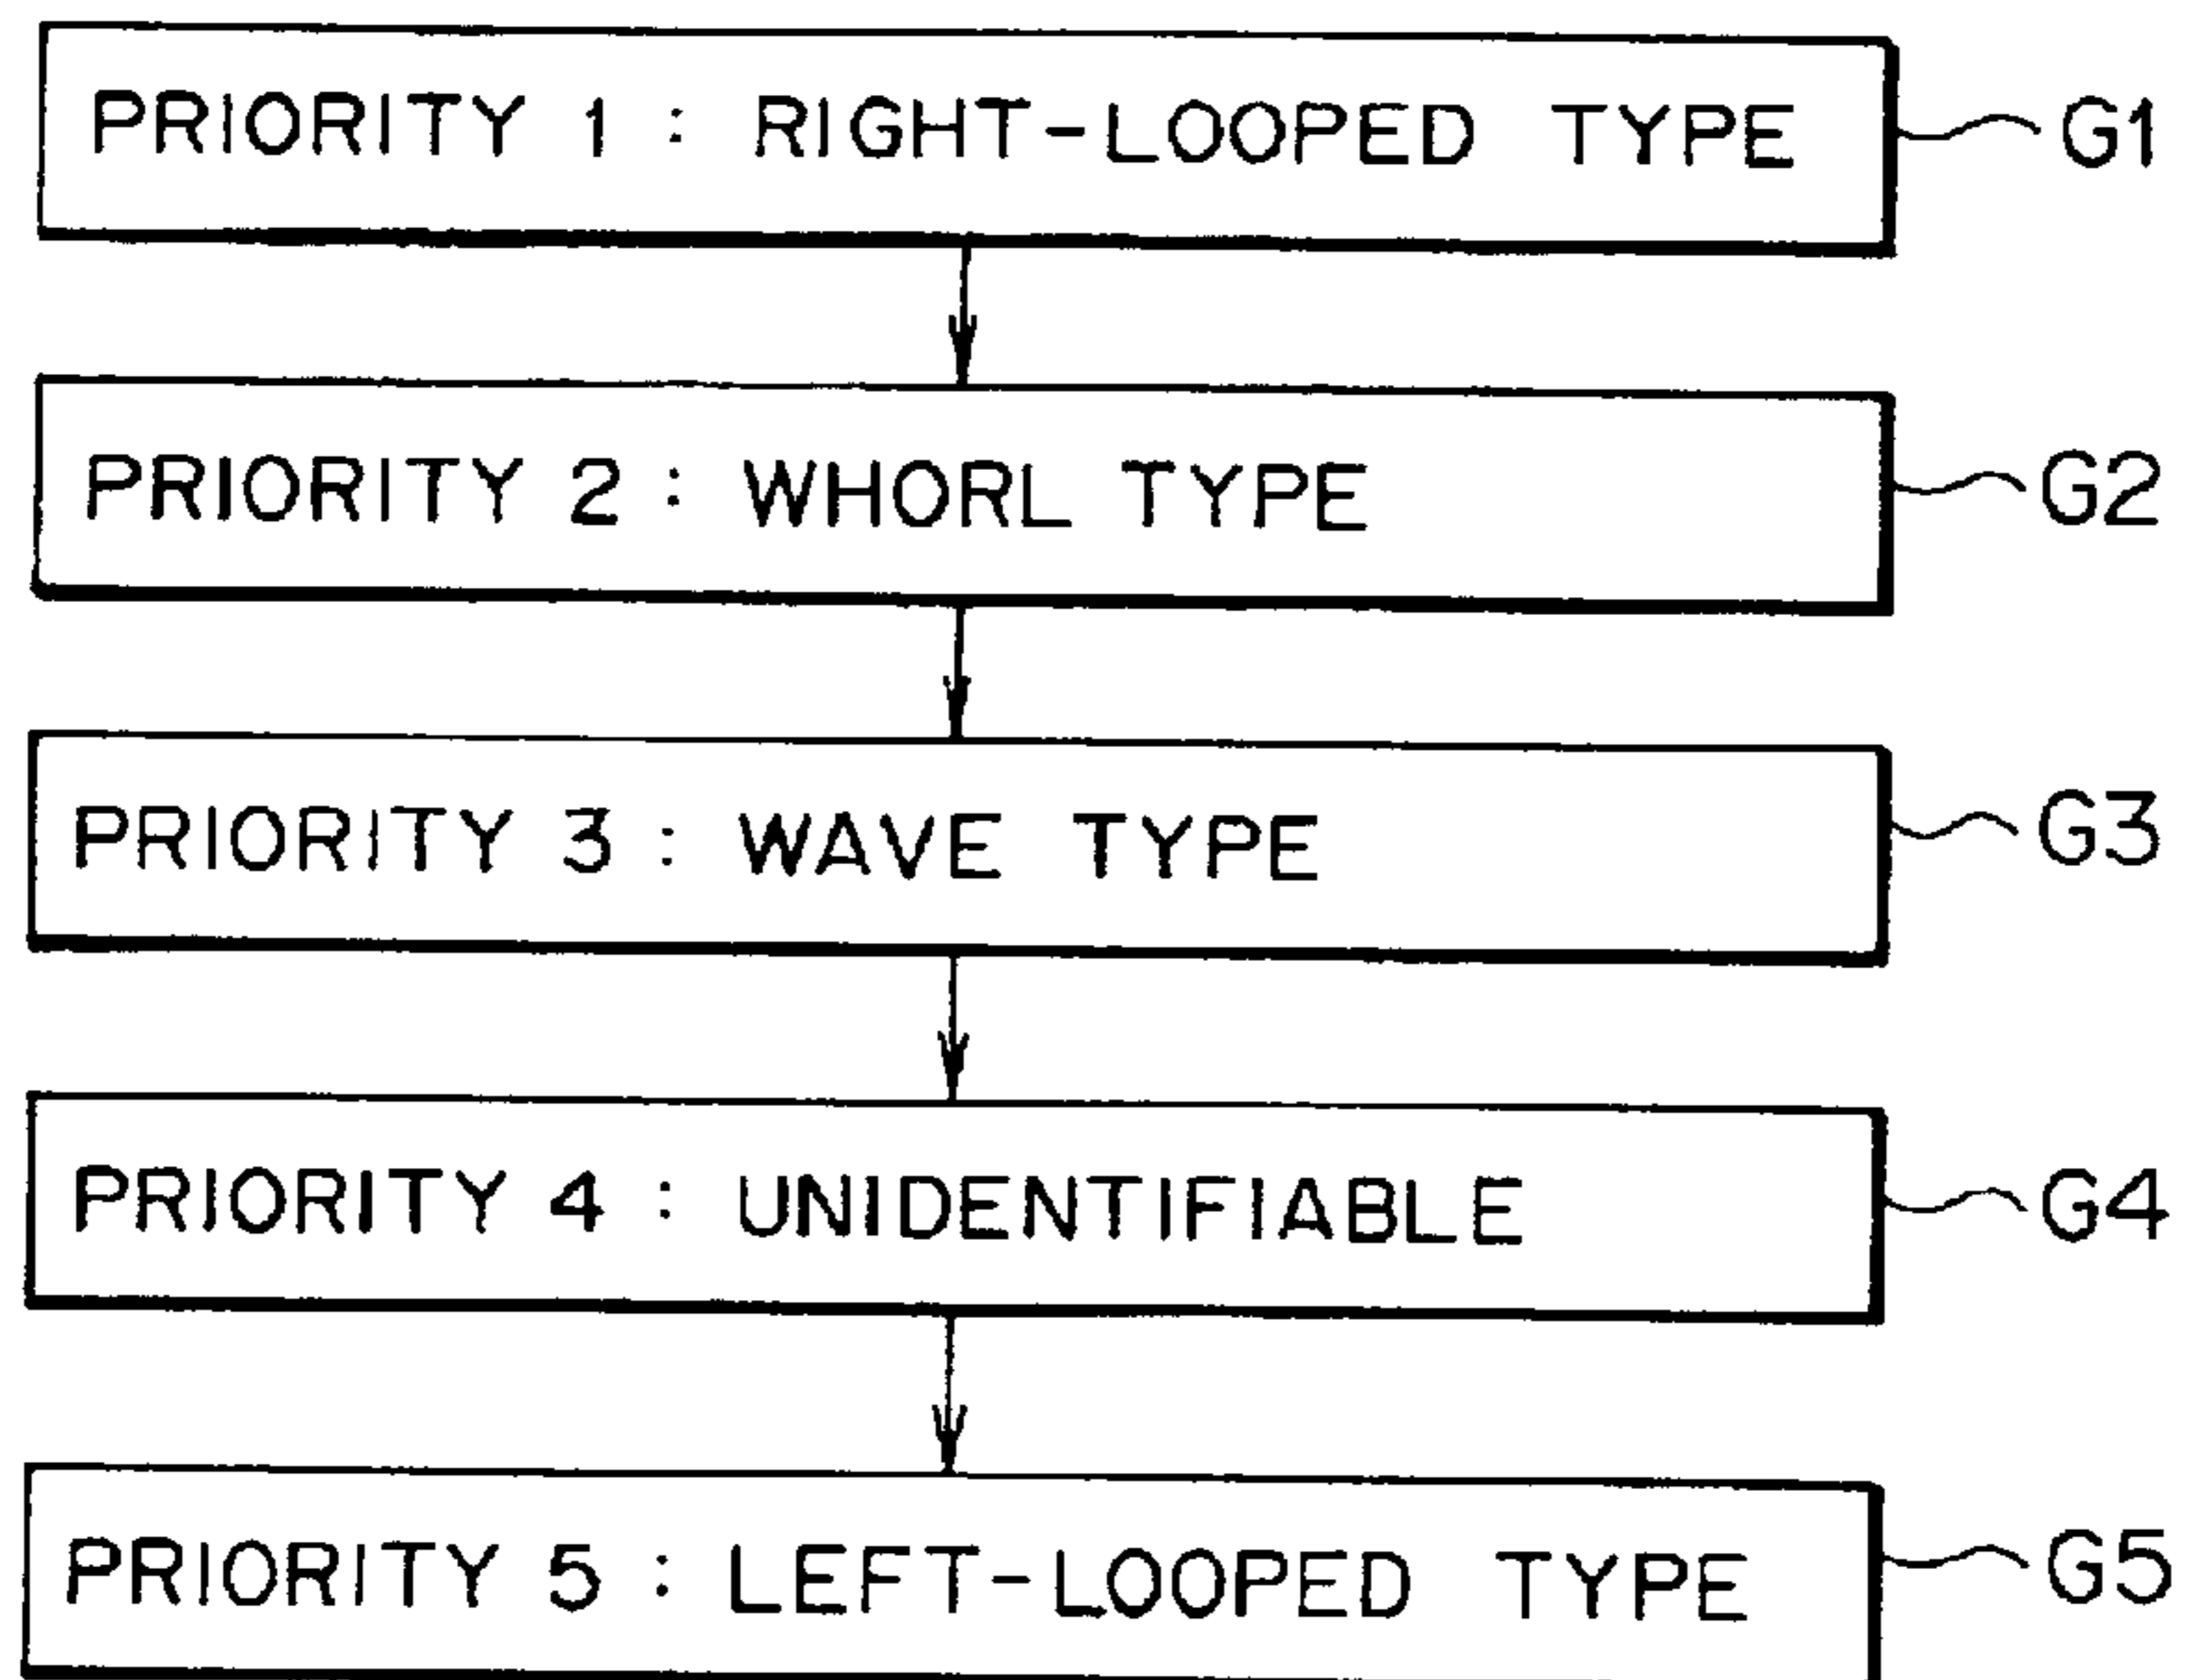 PRIORITY 1 : RIGHT-LOOPED TYPE G1
PRIORITY 2 : WHORL TYPE G2
PRIORITY 3 : WAVE TYPE G3
PRIORITY 4 : UNIDENTIFIABLE G4
PRIORITY 5 : LEFT-LOOPED TYPE G5